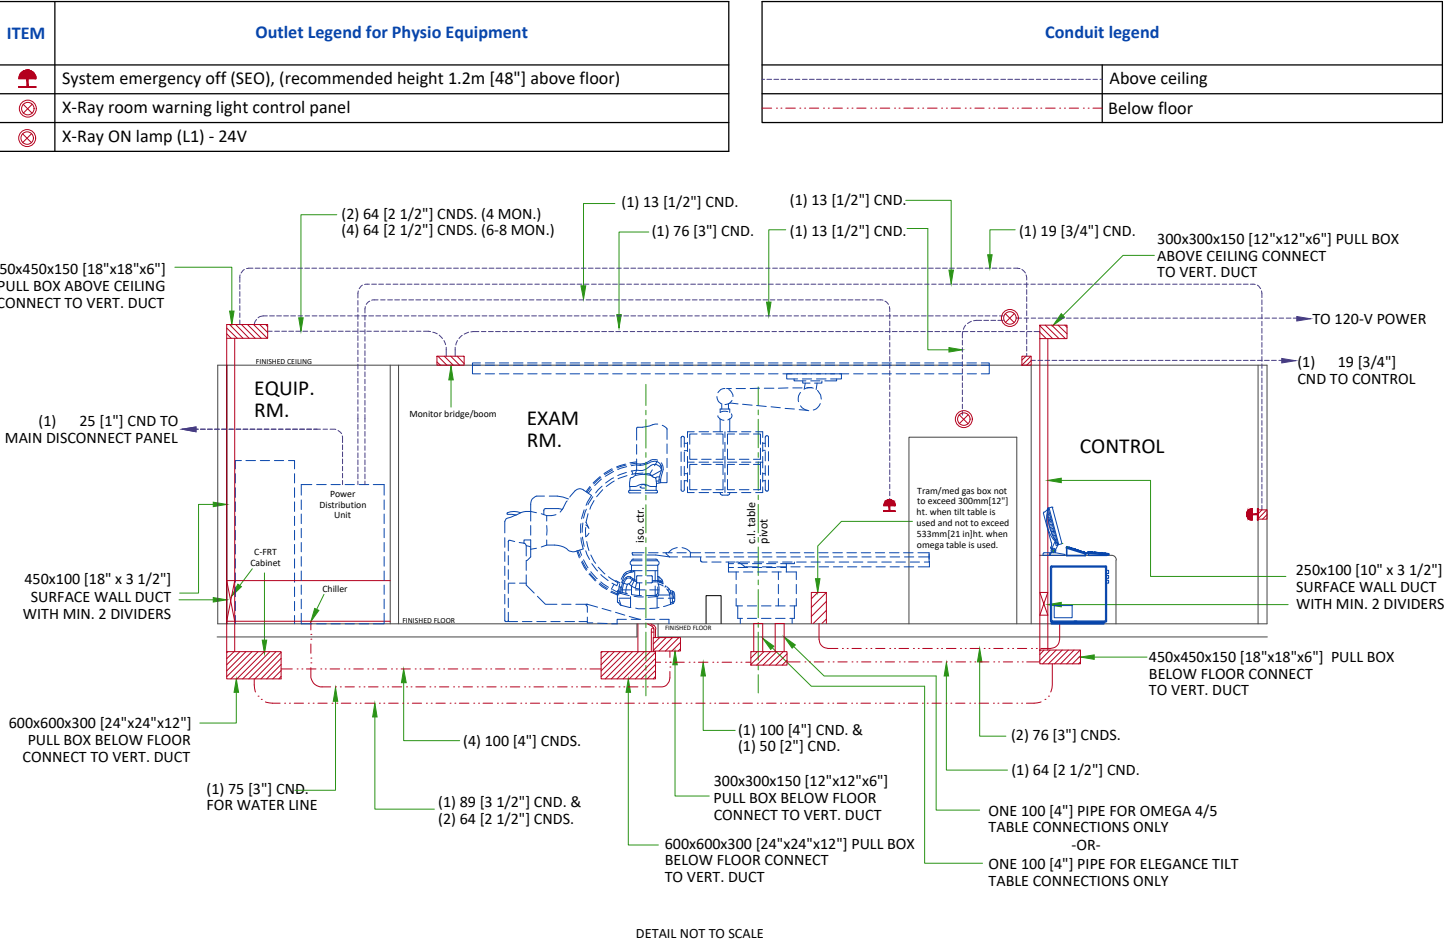 ITEM
Outlet Legend for Physio Equipment
System emergency off (SEO), (recommended height 1.2m [48"] above floor)
X-Ray room warning light control panel
X-Ray ON lamp (L1) - 24V
Conduit legend
Above ceiling
Below floor
(2) 64 [2 1/2"] CNDS. (4 MON.)
(4) 64 [2 1/2"] CNDS. (6-8 MON.)
(1) 13 [1/2"] CND.
(1) 76 [3"] CND.
(1) 13 [1/2"] CND.
(1) 13 [1/2"] CND.
(1) 19 [3/4"] CND.
300x300x150 [12"x12"x6"] PULL BOX
ABOVE CEILING CONNECT
TO VERT. DUCT
50x450x150 [18"x18"x6"]
PULL BOX ABOVE CEILING
CONNECT TO VERT. DUCT
TO 120-V POWER
(1) 19 [3/4"]
CND TO CONTROL
FINISHED CEILING
EQUIP.
RM.
Monitor bridge/boom
EXAM
RM.
CONTROL
(1) 25 [1"] CND TO
MAIN DISCONNECT PANEL
Power
Distribution
Unit
C-FRT
Cabinet
Chiller
iso. ctr.
c.l. table
pivot
Tram/med gas box not
to exceed 300mm[12"]
ht. when tilt table is
used and not to exceed
533mm[21 in]ht. when
omega table is used.
450x100 [18" x 3 1/2"]
SURFACE WALL DUCT
WITH MIN. 2 DIVIDERS
250x100 [10" x 3 1/2"]
SURFACE WALL DUCT
WITH MIN. 2 DIVIDERS
FINISHED FLOOR
FINISHED FLOOR
450x450x150 [18"x18"x6"] PULL BOX
BELOW FLOOR CONNECT
TO VERT. DUCT
600x600x300 [24"x24"x12"]
PULL BOX BELOW FLOOR
CONNECT TO VERT. DUCT
(4) 100 [4"] CNDS.
(1) 100 [4"] CND. &
(1) 50 [2"] CND.
(2) 76 [3"] CNDS.
(1) 64 [2 1/2"] CND.
(1) 75 [3"] CND.
FOR WATER LINE
(1) 89 [3 1/2"] CND. &
(2) 64 [2 1/2"] CNDS.
300x300x150 [12"x12"x6"]
PULL BOX BELOW FLOOR
CONNECT TO VERT. DUCT
600x600x300 [24"x24"x12"] PULL BOX
BELOW FLOOR CONNECT
TO VERT. DUCT
ONE 100 [4"] PIPE FOR OMEGA 4/5
TABLE CONNECTIONS ONLY
-OR-
ONE 100 [4"] PIPE FOR ELEGANCE TILT
TABLE CONNECTIONS ONLY
DETAIL NOT TO SCALE